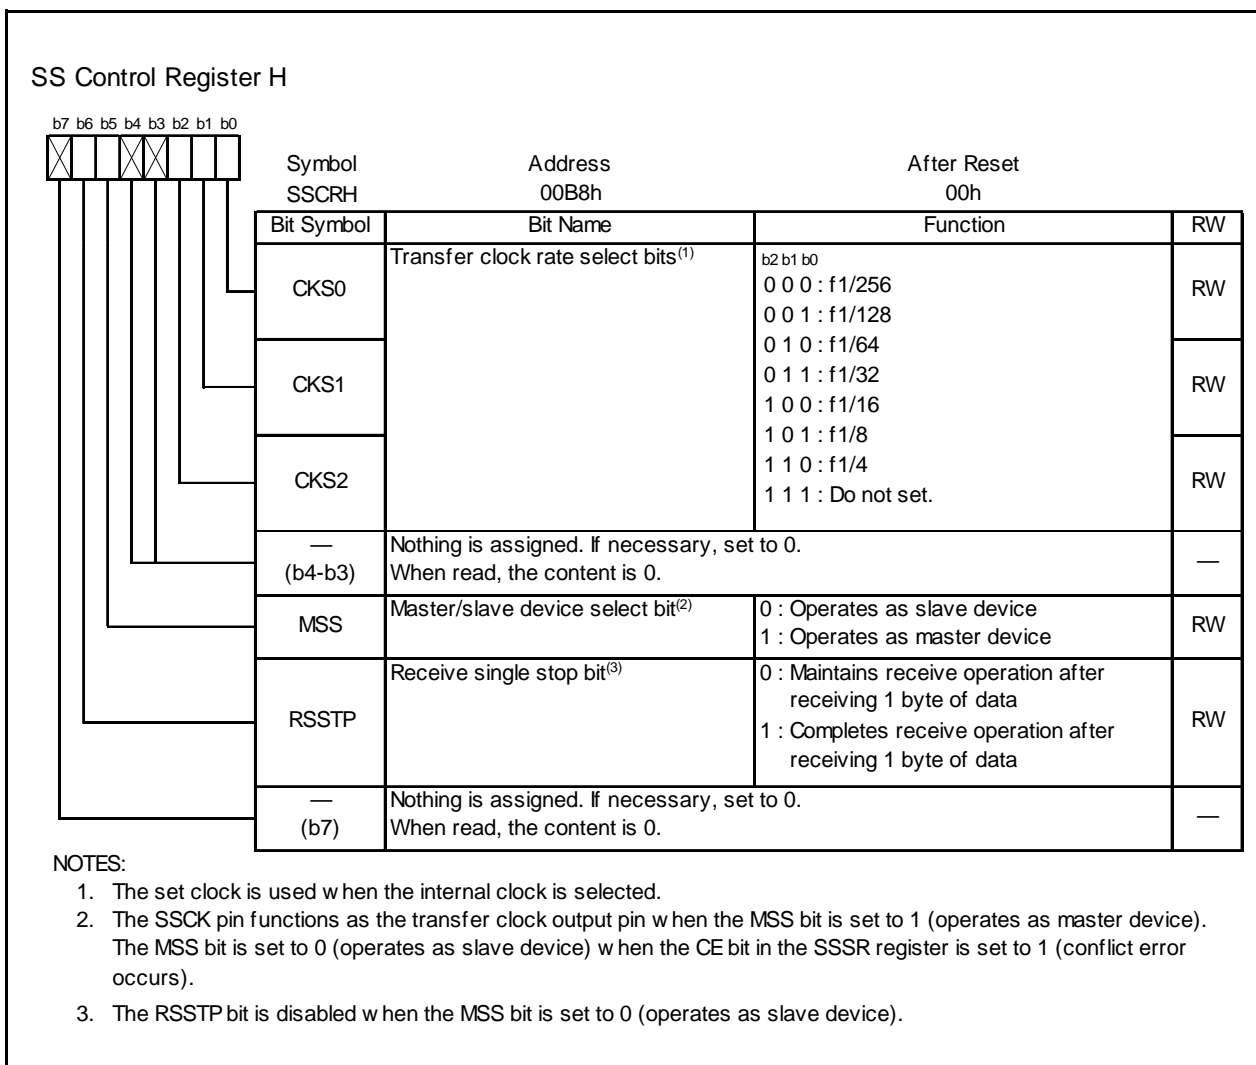 SS Control Register H
b7 b6 b5 b4 b3 b2 b1 b0
Symbol Address After Reset
SSCRH 00B8h 00h
Bit Symbol Bit Name Function RW
CKS0 Transfer clock rate select bits(1) b2 b1 b0 RW
0 0 0 : f1/256
0 0 1 : f1/128
0 1 0 : f1/64
CKS1 0 1 1 : f1/32 RW
1 0 0 : f1/16
1 0 1 : f1/8
CKS2 1 1 0 : f1/4 RW
1 1 1 : Do not set.
— Nothing is assigned. If necessary, set to 0. —
(b4-b3) When read, the content is 0.
MSS Master/slave device select bit(2) 0 : Operates as slave device RW
1 : Operates as master device
RSSTP Receive single stop bit(3) 0 : Maintains receive operation after RW
receiving 1 byte of data
1 : Completes receive operation after
receiving 1 byte of data
— Nothing is assigned. If necessary, set to 0. —
(b7) When read, the content is 0.
NOTES:
1. The set clock is used when the internal clock is selected.
2. The SSCK pin functions as the transfer clock output pin when the MSS bit is set to 1 (operates as master device).
The MSS bit is set to 0 (operates as slave device) when the CE bit in the SSSR register is set to 1 (conflict error
occurs).
3. The RSSTP bit is disabled when the MSS bit is set to 0 (operates as slave device).